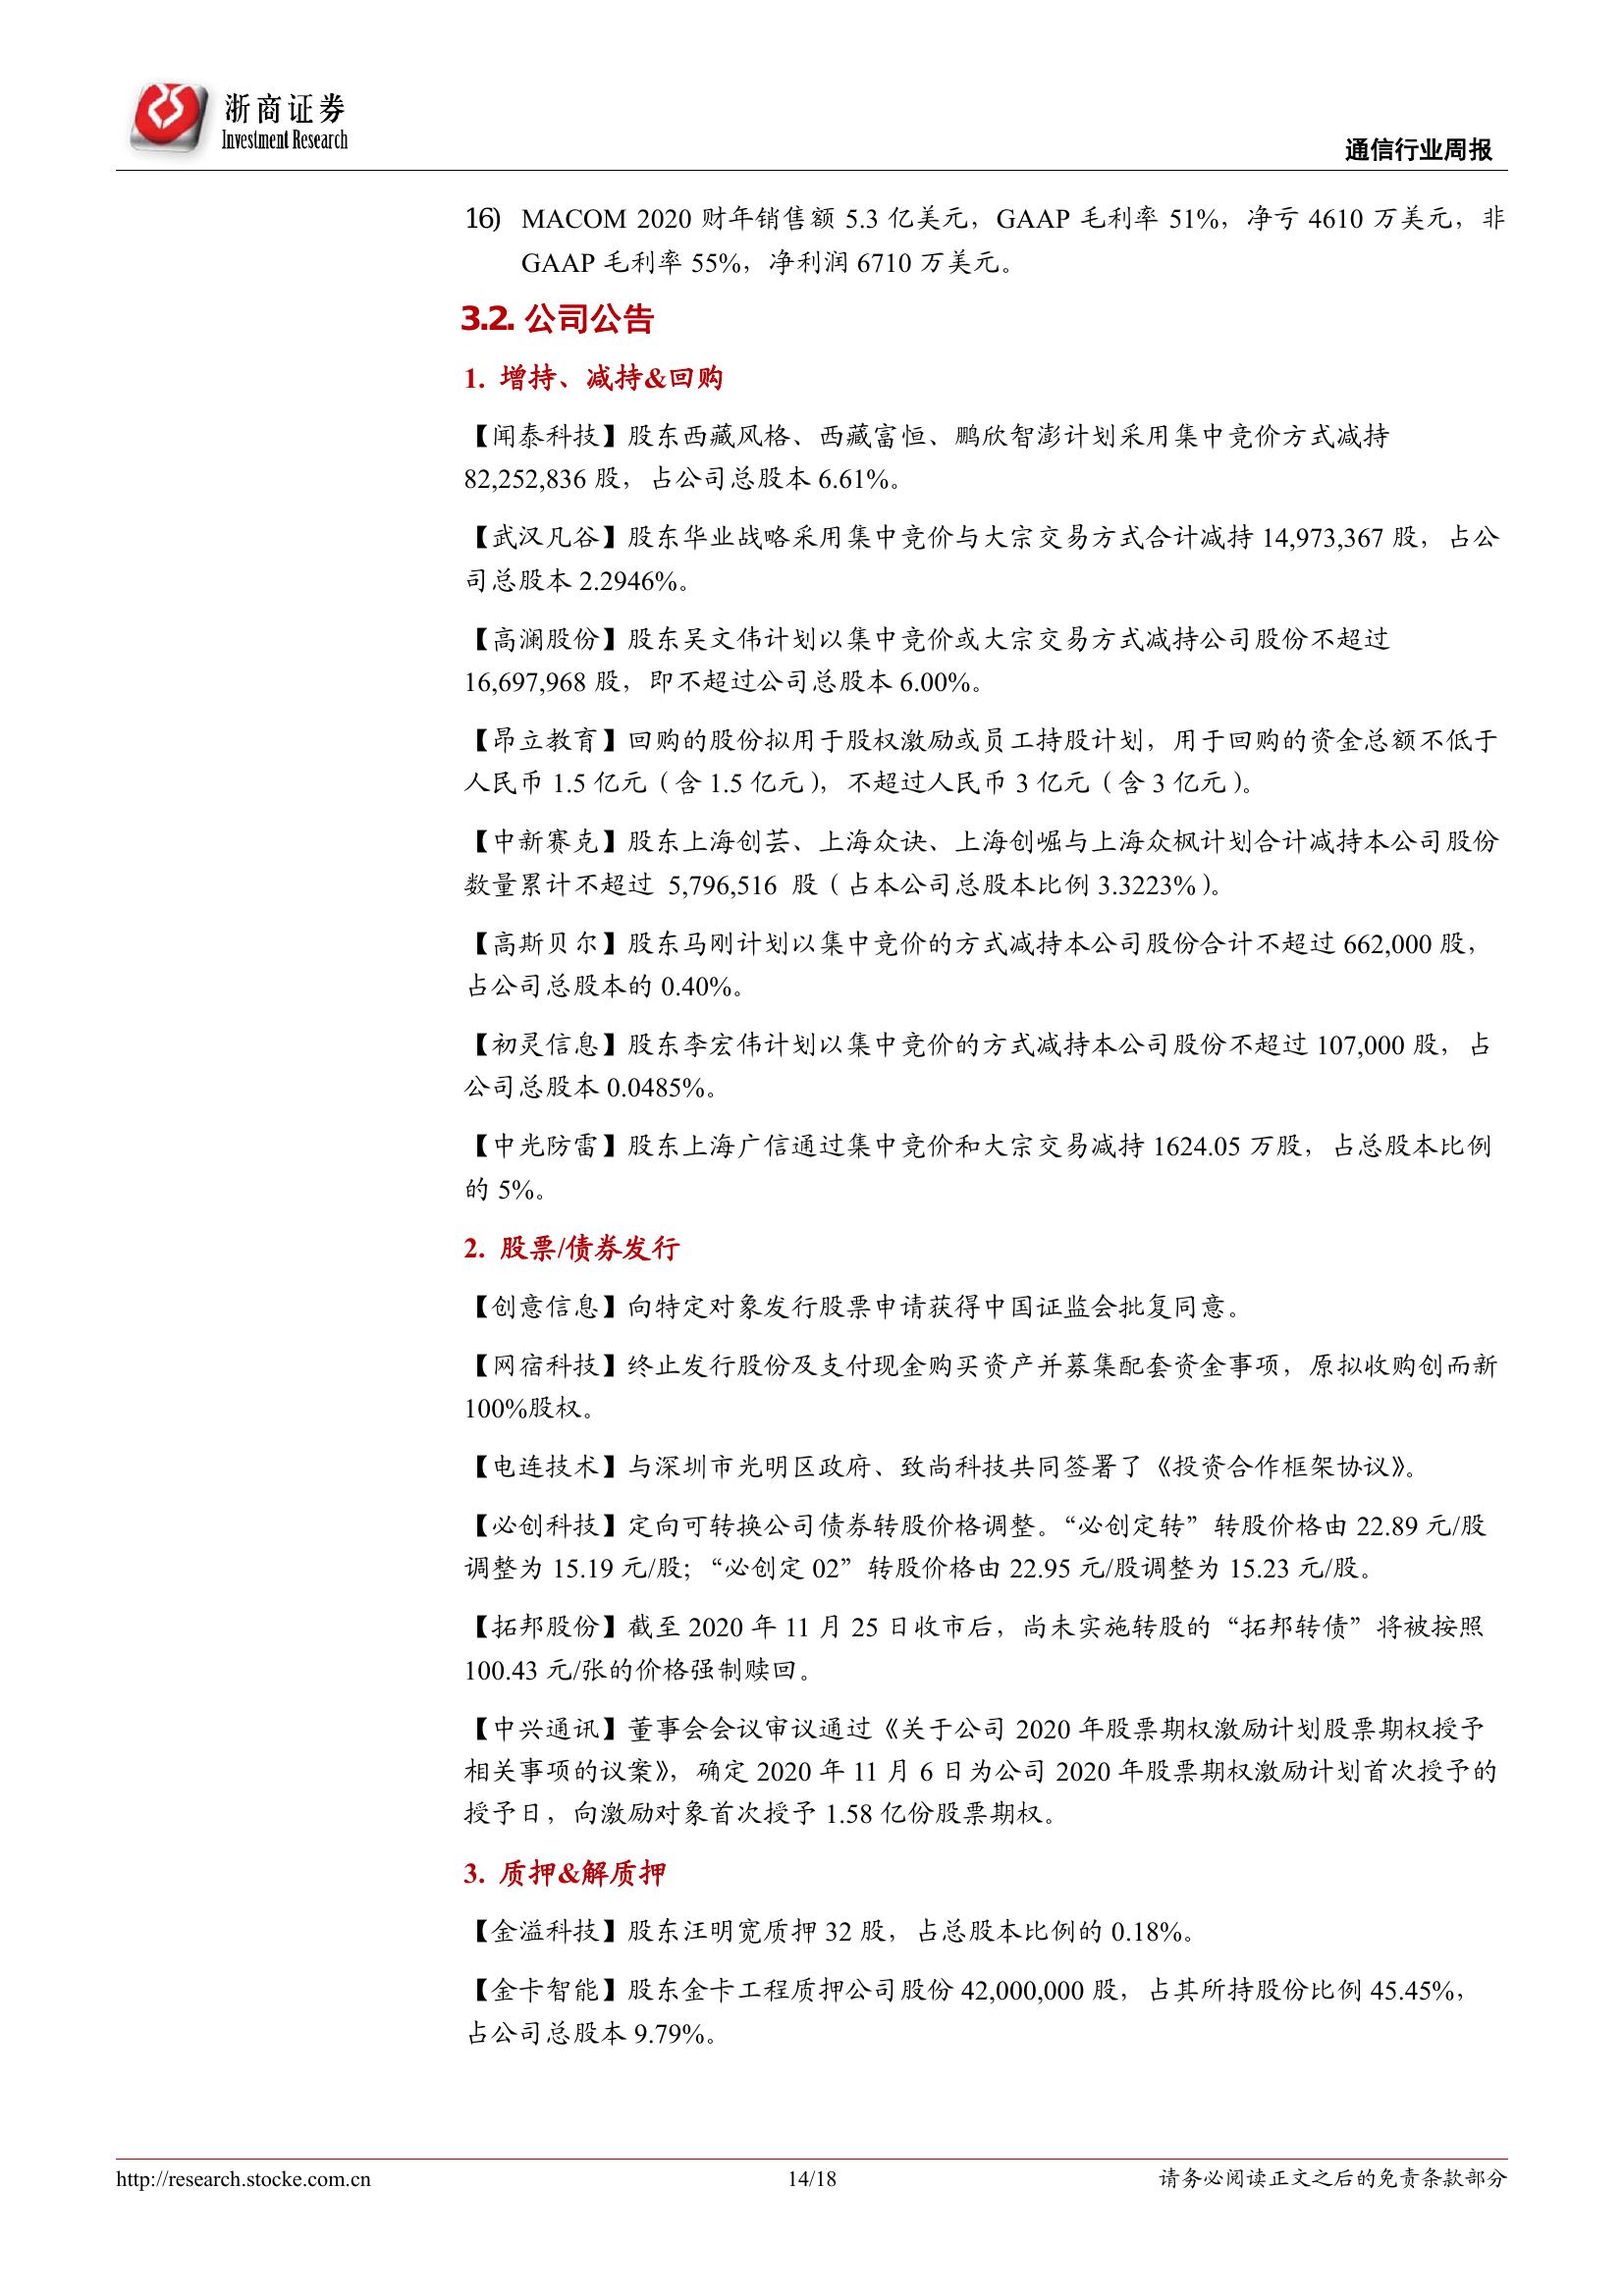 浙商证券
Investment Research
通信行业周报
16) MACOM 2020 财年销售额 5.3 亿美元，GAAP 毛利率 51%，净亏 4610 万美元，非
GAAP 毛利率 55%，净利润 6710 万美元。
3.2. 公司公告
1. 增持、减持&回购
【闻泰科技】股东西藏风格、西藏富恒、鹏欣智澎计划采用集中竞价方式减持
82,252,836 股，占公司总股本 6.61%。
【武汉凡谷】股东华业战略采用集中竞价与大宗交易方式合计减持 14,973,367 股，占公
司总股本 2.2946%。
【高澜股份】股东吴文伟计划以集中竞价或大宗交易方式减持公司股份不超过
16,697,968 股，即不超过公司总股本 6.00%。
【昂立教育】回购的股份拟用于股权激励或员工持股计划，用于回购的资金总额不低于
人民币 1.5 亿元（含 1.5 亿元），不超过人民币 3 亿元（含 3 亿元）。
【中新赛克】股东上海创芸、上海众诀、上海创崛与上海众枫计划合计减持本公司股份
数量累计不超过 5,796,516 股（占本公司总股本比例 3.3223%）。
【高斯贝尔】股东马刚计划以集中竞价的方式减持本公司股份合计不超过 662,000 股，
占公司总股本的 0.40%。
【初灵信息】股东李宏伟计划以集中竞价的方式减持本公司股份不超过 107,000 股，占
公司总股本 0.0485%。
【中光防雷】股东上海广信通过集中竞价和大宗交易减持 1624.05 万股，占总股本比例
的 5%。
2. 股票/债券发行
【创意信息】向特定对象发行股票申请获得中国证监会批复同意。
【网宿科技】终止发行股份及支付现金购买资产并募集配套资金事项，原拟收购创而新
100%股权。
【电连技术】与深圳市光明区政府、致尚科技共同签署了《投资合作框架协议》。
【必创科技】定向可转换公司债券转股价格调整。“必创定转”转股价格由 22.89 元/股
调整为 15.19 元/股；“必创定 02”转股价格由 22.95 元/股调整为 15.23 元/股。
【拓邦股份】截至 2020 年 11 月 25 日收市后，尚未实施转股的“拓邦转债”将被按照
100.43 元/张的价格强制赎回。
【中兴通讯】董事会会议审议通过《关于公司 2020 年股票期权激励计划股票期权授予
相关事项的议案》，确定 2020 年 11 月 6 日为公司 2020 年股票期权激励计划首次授予的
授予日，向激励对象首次授予 1.58 亿份股票期权。
3. 质押&解质押
【金溢科技】股东汪明宽质押 32 股，占总股本比例的 0.18%。
【金卡智能】股东金卡工程质押公司股份 42,000,000 股，占其所持股份比例 45.45%，
占公司总股本 9.79%。
http://research.stocke.com.cn
14/18
请务必阅读正文之后的免责条款部分